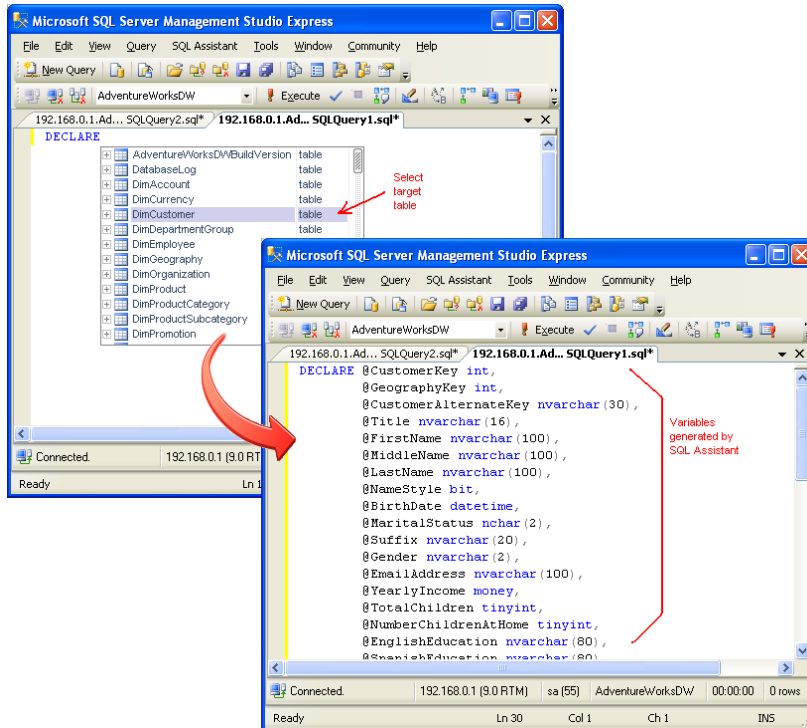 Microsoft SQL Server Management Studio Express
File Edit View Query SQL Assistant Tools Window Community Help
New Query
AdventureWorksDW Execute
192.168.0.1.Ad... SQLQuery2.sql* 192.168.0.1.Ad... SQLQuery1.sql*
DECLARE
AdventureWorksDWBuildVersion table
DatabaseLog table
DimAccount table
DimCurrency table
DimCustomer table
DimDepartmentGroup table
DimEmployee
DimGeography
DimOrganization
DimProduct
DimProductCategory
DimProductSubcategory
DimPromotion
Select
target
table
Connected. 192.168.0.1 (9.0 RT
Ready Ln 1
Microsoft SQL Server Management Studio Express
File Edit View Query SQL Assistant Tools Window Community Help
New Query
AdventureWorksDW Execute
192.168.0.1.Ad... SQLQuery2.sql* 192.168.0.1.Ad... SQLQuery1.sql*
DECLARE @CustomerKey int,
@GeographyKey int,
@CustomerAlternateKey nvarchar(30),
@Title nvarchar(16),
@FirstName nvarchar(100),
@MiddleName nvarchar(100),
@LastName nvarchar(100),
@NameStyle bit,
@BirthDate datetime,
@MaritalStatus nchar(2),
@Suffix nvarchar(20),
@Gender nvarchar(2),
@EmailAddress nvarchar(100),
@YearlyIncome money,
@TotalChildren tinyint,
@NumberChildrenAtHome tinyint,
@EnglishEducation nvarchar(80),
@SpanishEducation nvarchar(80)
Variables
generated by
SQL Assistant
Connected. 192.168.0.1 (9.0 RTM) sa (55) AdventureWorksDW 00:00:00 0 rows
Ready Ln 30 Col 1 Ch 1 INS